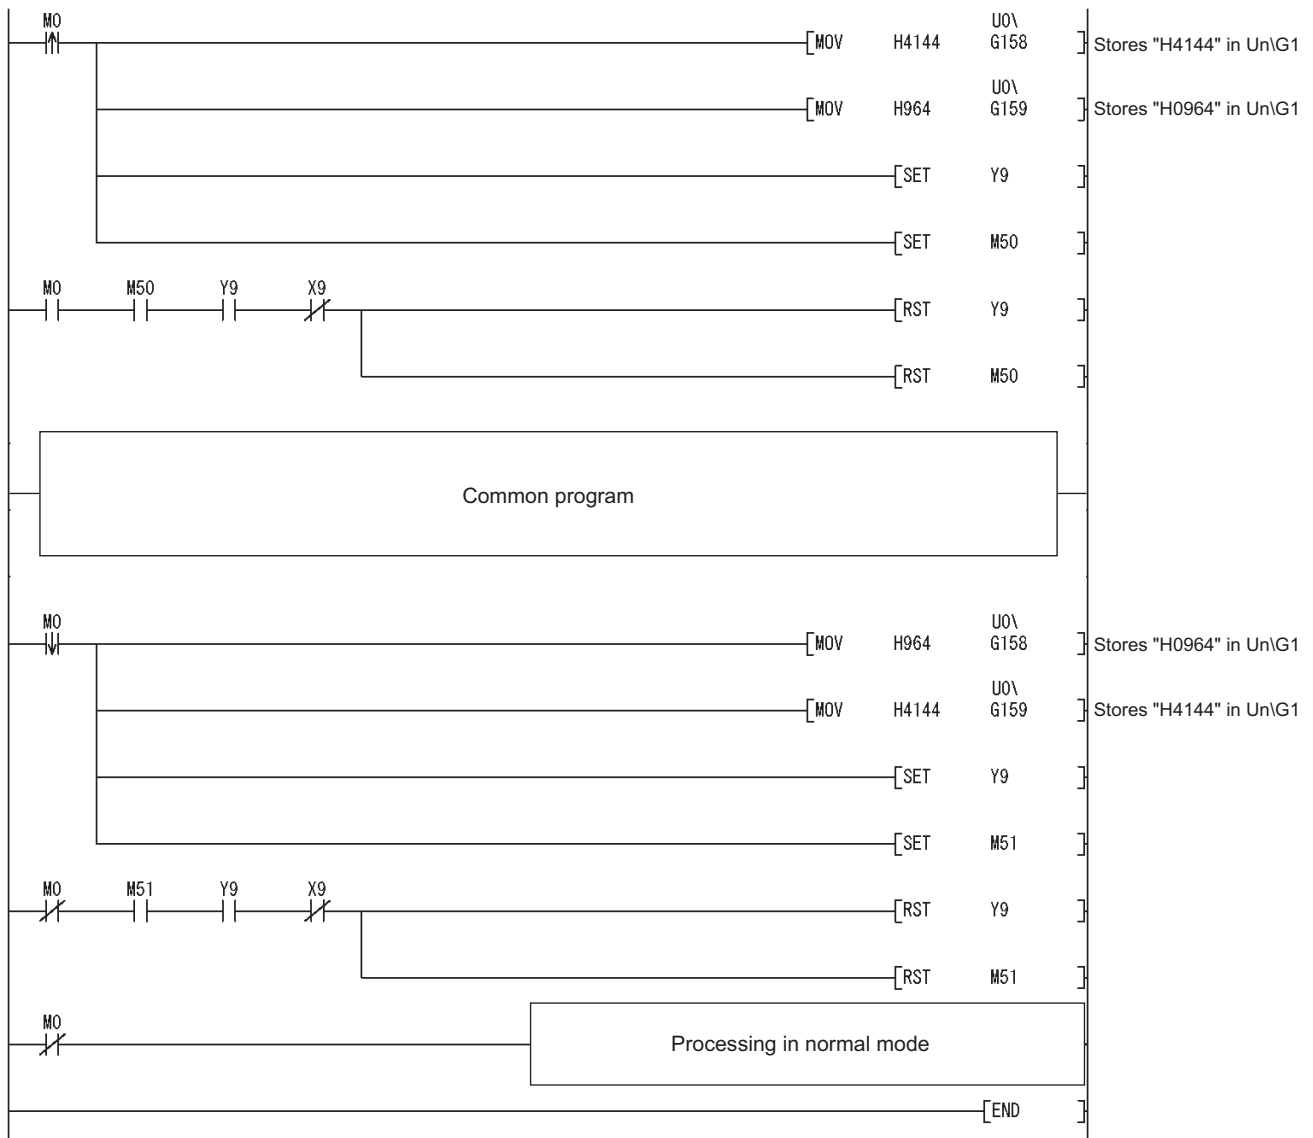 M0
U0\
MOV H4144 G158 Stores "H4144" in Un\G1
U0\
MOV H964 G159 Stores "H0964" in Un\G1
SET Y9
SET M50
M0 M50 Y9 X9
RST Y9
RST M50
Common program
M0
U0\
MOV H964 G158 Stores "H0964" in Un\G1
U0\
MOV H4144 G159 Stores "H4144" in Un\G1
SET Y9
SET M51
M0 M51 Y9 X9
RST Y9
RST M51
M0
Processing in normal mode
END